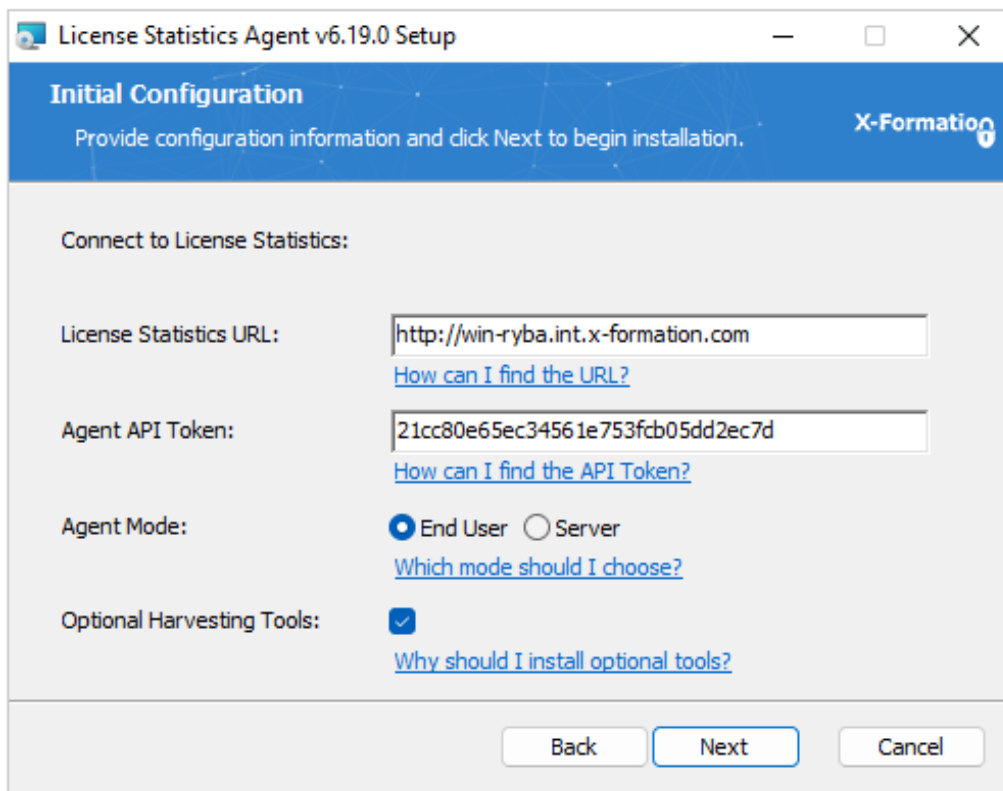 License Statistics Agent v6.19.0 Setup
Initial Configuration
Provide configuration information and click Next to begin installation.
X-Formation
Connect to License Statistics:
License Statistics URL:
http://win-ryba.int.x-formation.com
How can I find the URL?
Agent API Token:
21cc80e65ec34561e753fcb05dd2ec7d
How can I find the API Token?
Agent Mode:
End User
Server
Which mode should I choose?
Optional Harvesting Tools:
Why should I install optional tools?
Back
Next
Cancel